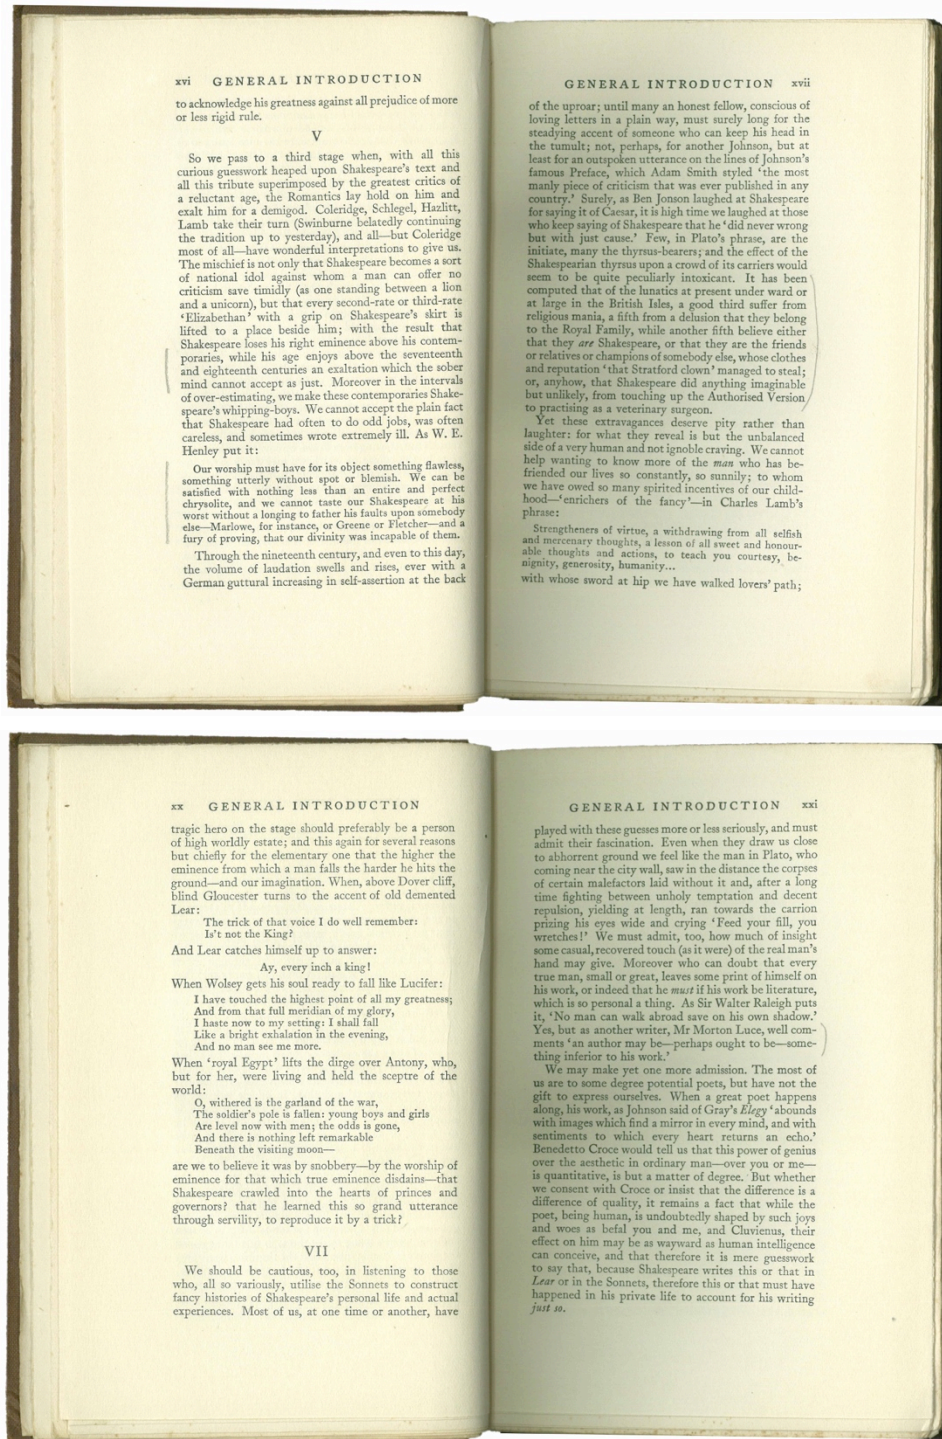 xvi GENERAL INTRODUCTION
to acknowledge his greatness against all prejudice of more
or less rigid rule.
V
So we pass to a third stage when, with all this
curious guesswork heaped upon Shakespeare's text and
all this tribute superimposed by the greatest critics of
a reluctant age, the Romantics lay hold on him and
exalt him for a demigod. Coleridge, Schlegel, Hazlitt,
Lamb take their turn (Swinburne belatedly continuing
the tradition up to yesterday), and all—but Coleridge
most of all—have wonderful interpretations to give us.
The mischief is not only that Shakespeare becomes a sort
of national idol against whom a man can offer no
criticism save timidly (as one standing between a lion
and a unicorn), but that every second-rate or third-rate
'Elizabethan' with a grip on Shakespeare's skirt is
lifted to a place beside him; with the result that
Shakespeare loses his right eminence above his contem-
poraries, while his age enjoys above the seventeenth
and eighteenth centuries an exaltation which the sober
mind cannot accept as just. Moreover in the intervals
of over-estimating, we make these contemporaries Shake-
speare's whipping-boys. We cannot accept the plain fact
that Shakespeare had often to do odd jobs, was often
careless, and sometimes wrote extremely ill. As W. E.
Henley put it:
Our worship must have for its object something flawless,
something utterly without spot or blemish. We can be
satisfied with nothing less than an entire and perfect
chrysolite, and we cannot taste our Shakespeare at his
worst without a longing to father his faults upon somebody
else—Marlowe, for instance, or Greene or Fletcher—and a
fury of proving, that our divinity was incapable of them.
Through the nineteenth century, and even to this day,
the volume of laudation swells and rises, ever with a
German guttural increasing in self-assertion at the back
GENERAL INTRODUCTION xvii
of the uproar; until many an honest fellow, conscious of
loving letters in a plain way, must surely long for the
steadying accent of someone who can keep his head in
the tumult; not, perhaps, for another Johnson, but at
least for an outspoken utterance on the lines of Johnson's
famous Preface, which Adam Smith styled 'the most
manly piece of criticism that was ever published in any
country.' Surely, as Ben Jonson laughed at Shakespeare
for saying it of Caesar, it is high time we laughed at those
who keep saying of Shakespeare that he 'did never wrong
but with just cause.' Few, in Plato's phrase, are the
initiate, many the thyrsus-bearers; and the effect of the
Shakespearian thyrsus upon a crowd of its carriers would
seem to be quite peculiarly intoxicant. It has been
computed that of the lunatics at present under ward or
at large in the British Isles, a good third suffer from
religious mania, a fifth from a delusion that they belong
to the Royal Family, while another fifth believe either
that they are Shakespeare, or that they are the friends
or relatives or champions of somebody else, whose clothes
and reputation 'that Stratford clown' managed to steal;
or, anyhow, that Shakespeare did anything imaginable
but unlikely, from touching up the Authorised Version
to practising as a veterinary surgeon.
Yet these extravagances deserve pity rather than
laughter: for what they reveal is but the unbalanced
side of a very human and not ignoble craving. We cannot
help wanting to know more of the man who has be-
friended our lives so constantly, so sunnily; to whom
we have owed so many spirited incentives of our child-
hood—'enrichers of the fancy'—in Charles Lamb's
phrase:
Strengtheners of virtue, a withdrawing from all selfish
and mercenary thoughts, a lesson of all sweet and honour-
able thoughts and actions, to teach you courtesy, be-
nignity, generosity, humanity...
with whose sword at hip we have walked lovers' path;
xx GENERAL INTRODUCTION
tragic hero on the stage should preferably be a person
of high worldly estate; and this again for several reasons
but chiefly for the elementary one that the higher the
eminence from which a man falls the harder he hits the
ground—and our imagination. When, above Dover cliff,
blind Gloucester turns to the accent of old demented
Lear:
The trick of that voice I do well remember:
Is't not the King?
And Lear catches himself up to answer:
Ay, every inch a king!
When Wolsey gets his soul ready to fall like Lucifer:
I have touched the highest point of all my greatness;
And from that full meridian of my glory,
I haste now to my setting: I shall fall
Like a bright exhalation in the evening,
And no man see me more.
When 'royal Egypt' lifts the dirge over Antony, who,
but for her, were living and held the sceptre of the
world:
O, withered is the garland of the war,
The soldier's pole is fallen: young boys and girls
Are level now with men; the odds is gone,
And there is nothing left remarkable
Beneath the visiting moon—
are we to believe it was by snobbery—by the worship of
eminence for that which true eminence disdains—that
Shakespeare crawled into the hearts of princes and
governors? that he learned this so grand utterance
through servility, to reproduce it by a trick?
VII
We should be cautious, too, in listening to those
who, all so variously, utilise the Sonnets to construct
fancy histories of Shakespeare's personal life and actual
experiences. Most of us, at one time or another, have
GENERAL INTRODUCTION xxi
played with these guesses more or less seriously, and must
admit their fascination. Even when they draw us close
to abhorrent ground we feel like the man in Plato, who
coming near the city wall, saw in the distance the corpses
of certain malefactors laid without it and, after a long
time fighting between unholy temptation and decent
repulsion, yielding at length, ran towards the carrion
prizing his eyes wide and crying 'Feed your fill, you
wretches!' We must admit, too, how much of insight
some casual, recovered touch (as it were) of the real man's
hand may give. Moreover who can doubt that every
true man, small or great, leaves some print of himself on
his work, or indeed that he must if his work be literature,
which is so personal a thing. As Sir Walter Raleigh puts
it, 'No man can walk abroad save on his own shadow.'
Yes, but as another writer, Mr Morton Luce, well com-
ments 'an author may be—perhaps ought to be—some-
thing inferior to his work.'
We may make yet one more admission. The most of
us are to some degree potential poets, but have not the
gift to express ourselves. When a great poet happens
along, his work, as Johnson said of Gray's Elegy 'abounds
with images which find a mirror in every mind, and with
sentiments to which every heart returns an echo.'
Benedetto Croce would tell us that this power of genius
over the aesthetic in ordinary man—over you or me—
is quantitative, is but a matter of degree. But whether
we consent with Croce or insist that the difference is a
difference of quality, it remains a fact that while the
poet, being human, is undoubtedly shaped by such joys
and woes as befal you and me, and Cluvienus, their
effect on him may be as wayward as human intelligence
can conceive, and that therefore it is mere guesswork
to say that, because Shakespeare writes this or that in
Lear or in the Sonnets, therefore this or that must have
happened in his private life to account for his writing
just so.